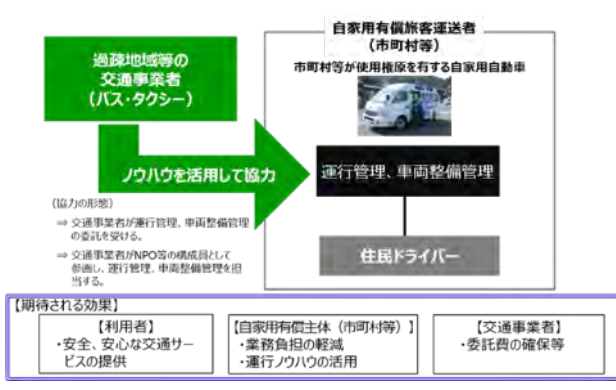 過疎地域等の
交通事業者
(バス・タクシー)
ノウハウを活用して協力
(協力の形態)
⇒ 交通事業者が運行管理、車両整備管理
の委託を受ける。
⇒ 交通事業者がNPO等の構成員として
参画し、運行管理、車両整備管理を担
当する。
自家用有償旅客運送者
(市町村等)
市町村等が使用権原を有する自家用自動車
運行管理、車両整備管理
住民ドライバー
【期待される効果】
【利用者】
・安全、安心な交通サー
ビスの提供
【自家用有償主体(市町村等)】
・業務負担の軽減
・運行ノウハウの活用
【交通事業者】
・委託費の確保等